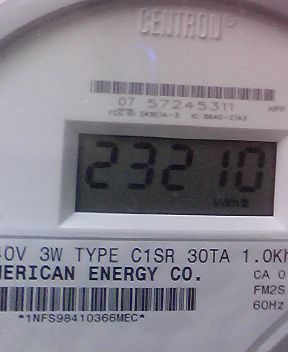 CENTRON®
07 57245311
23210
kWh
40V 3W TYPE C1SR 30TA 1.0Kh
MERICAN ENERGY CO.
CA 0
FM2S
60Hz
*1NFS98410366MEC*